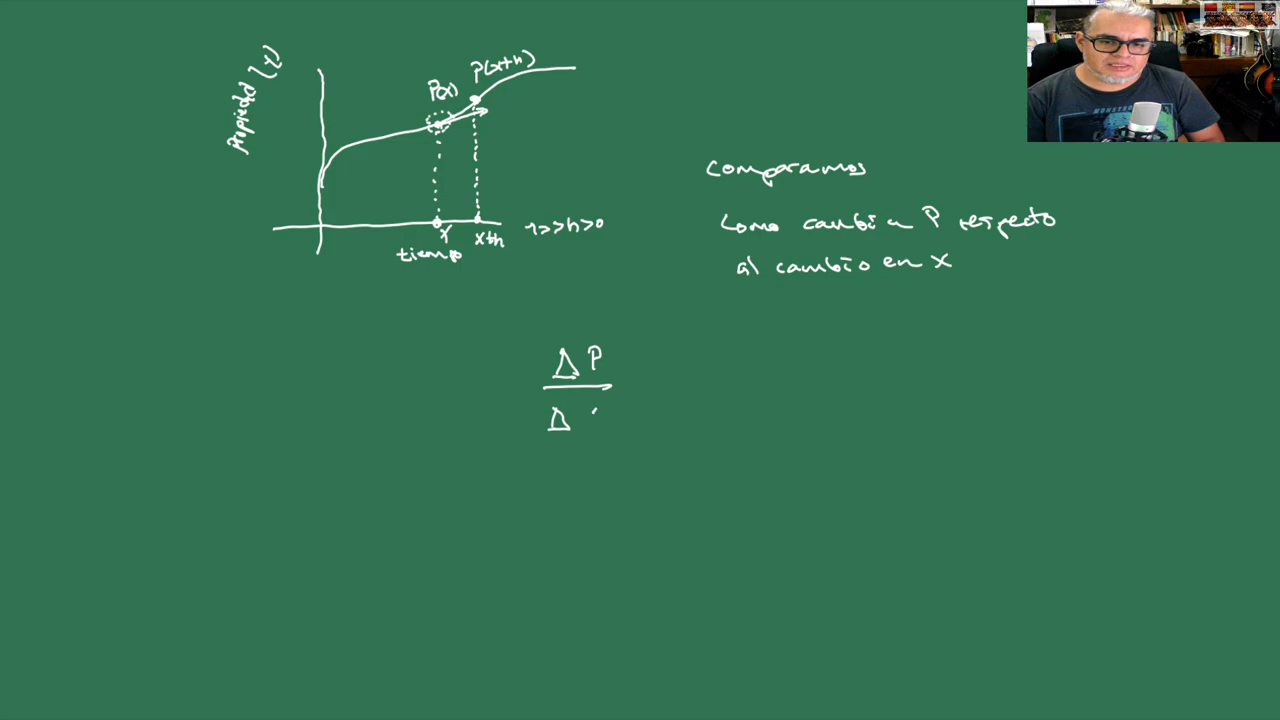 Propiedad (y)
P(x)
P(x+h)
x
x+h
1>>h>0
tiempo
Comparamos
Como cambia P respecto
al cambio en x
ΔP
Δ